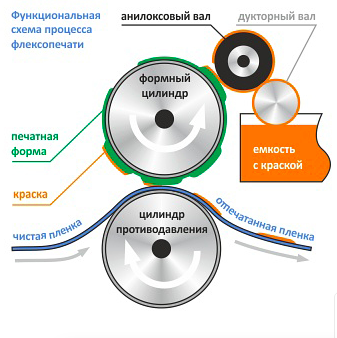 Функциональная
схема процесса
флексопечати
анилоксовый вал
дукторный вал
формный
цилиндр
печатная
форма
емкость
с краской
краска
цилиндр
противодавления
чистая пленка
отпечатанная пленка